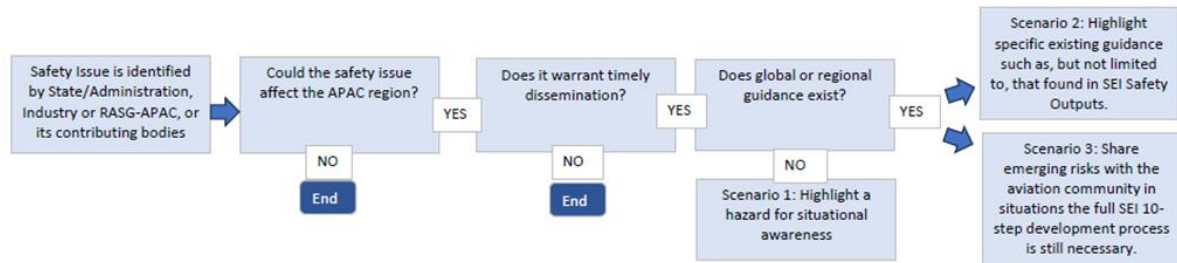 Safety Issue is identified
by State/Administration,
Industry or RASG-APAC, or
its contributing bodies
Could the safety issue
affect the APAC region?
YES
NO
End
Does it warrant timely
dissemination?
YES
NO
End
Does global or regional
guidance exist?
YES
NO
Scenario 1: Highlight a
hazard for situational
awareness
Scenario 2: Highlight
specific existing guidance
such as, but not limited
to, that found in SEI Safety
Outputs.
Scenario 3: Share
emerging risks with the
aviation community in
situations the full SEI 10-
step development process
is still necessary.